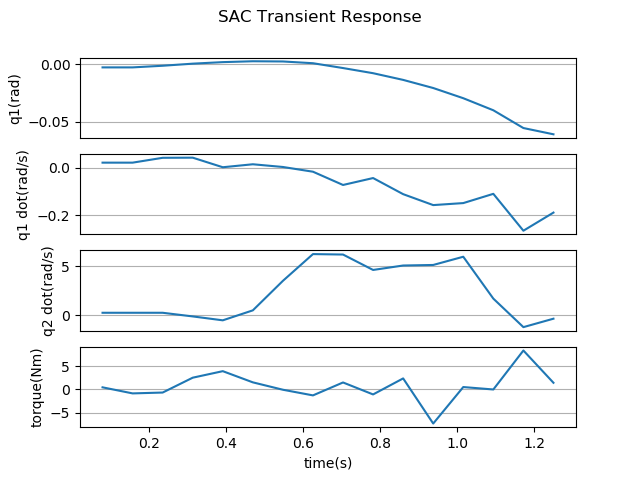 SAC Transient Response
0.00
−0.05
q1(rad)
0.0
−0.2
q1 dot(rad/s)
5
0
q2 dot(rad/s)
5
0
−5
torque(Nm)
0.2 0.4 0.6 0.8 1.0 1.2
time(s)